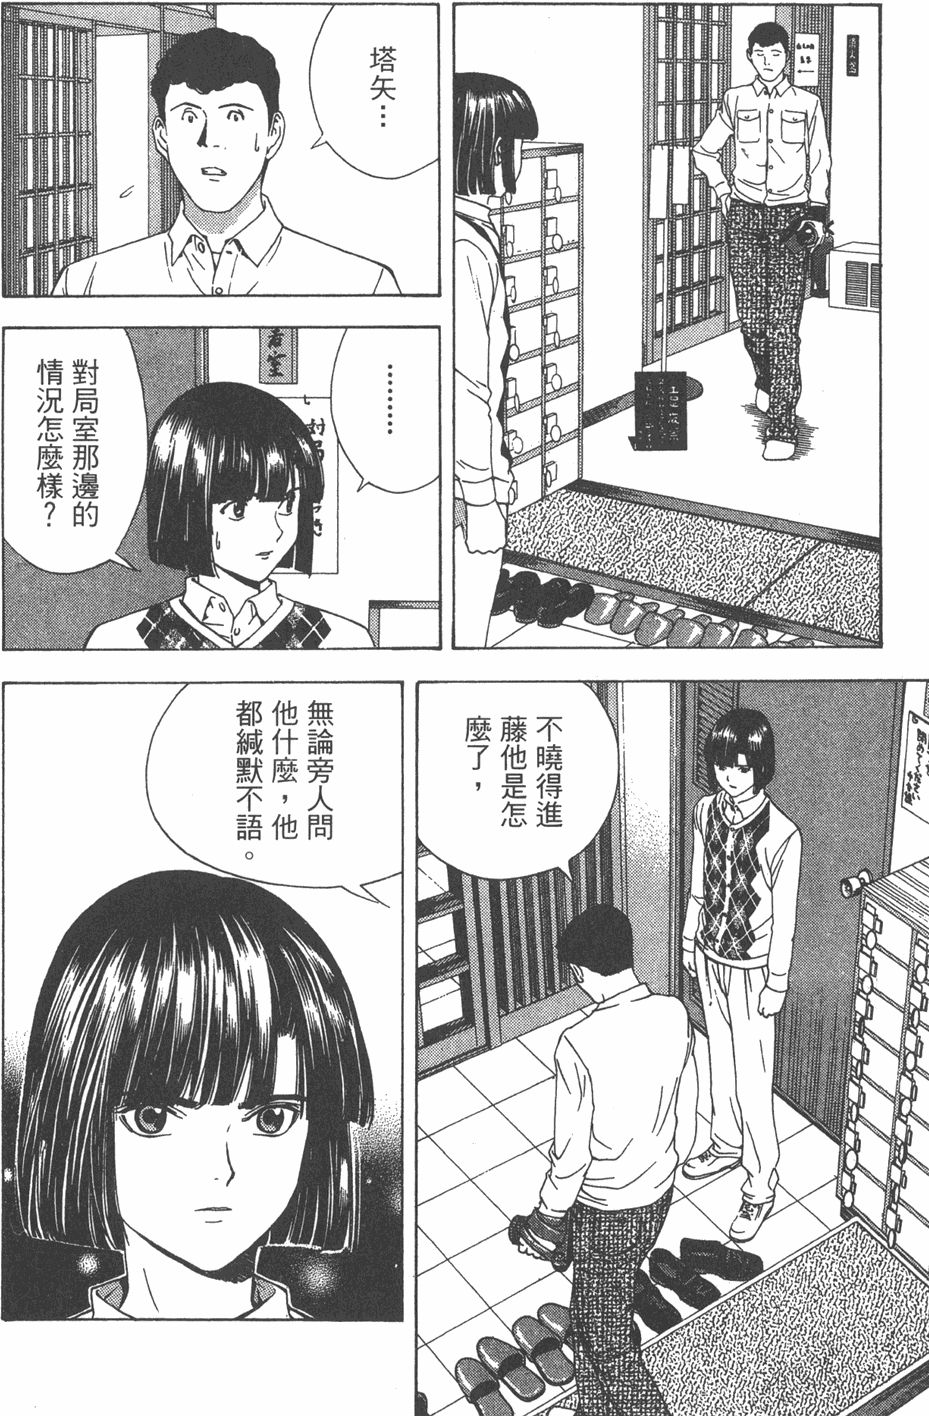 塔矢…
………
對局室那邊的
情況怎麼樣？
不曉得進
藤他是怎
麼了，
無論旁人問
他什麼，他
都緘默不語。